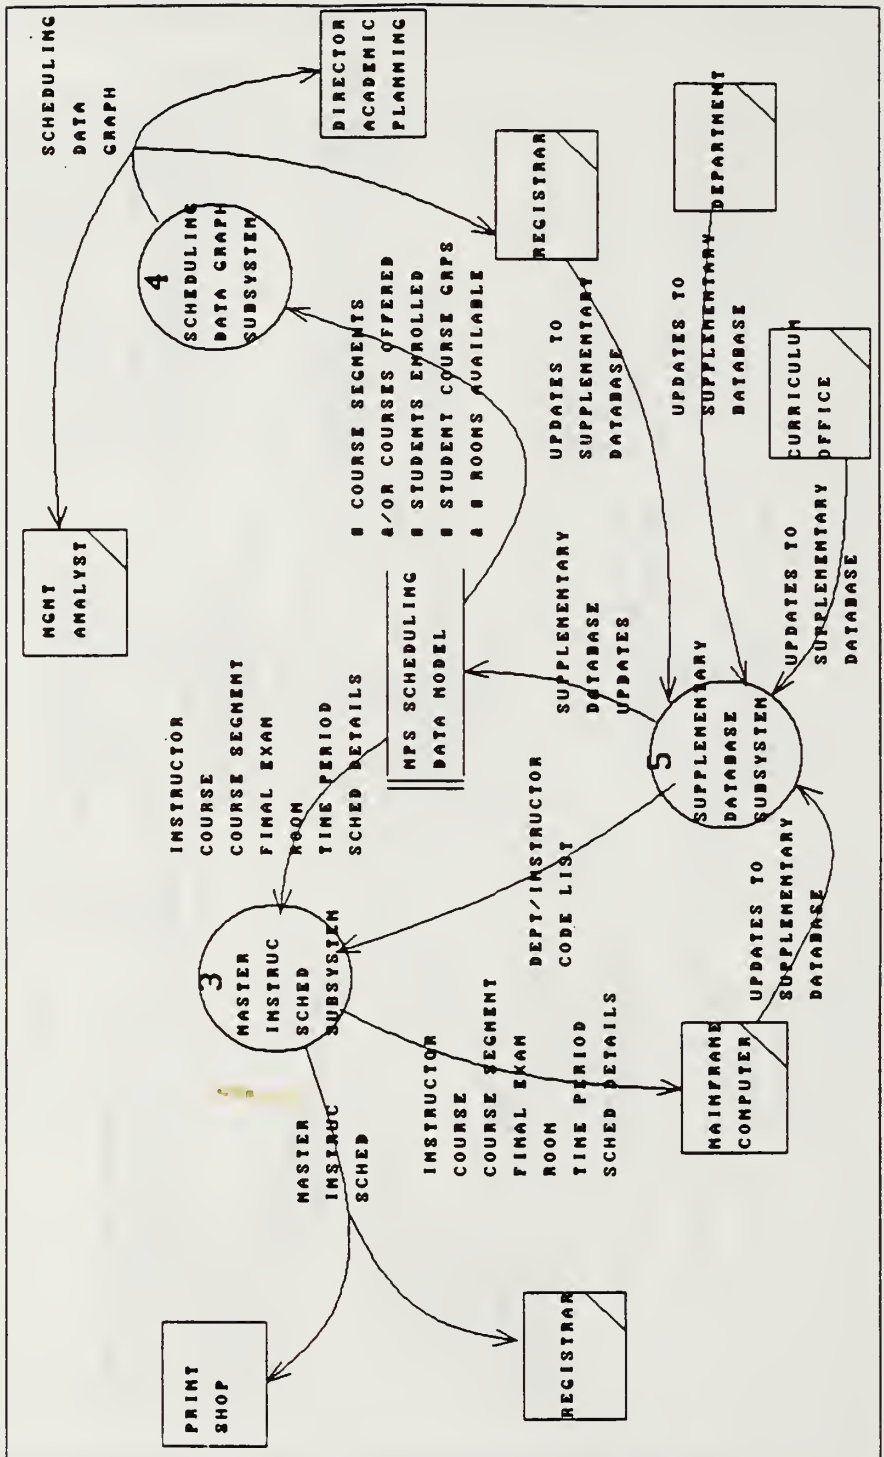 PRINT
SHOP
REGISTRAR
MASTER
INSTRUC
SCHED
3
MASTER
INSTRUC
SCHED
SUBSYSTEM
INSTRUCTOR
COURSE
COURSE SEGMENT
FINAL EXAM
ROOM
TIME PERIOD
SCHED DETAILS
MAINFRAME
COMPUTER
UPDATES TO
SUPPLEMENTARY
DATABASE
INSTRUCTOR
COURSE
COURSE SEGMENT
FINAL EXAM
ROOM
TIME PERIOD
SCHED DETAILS
DEPT/INSTRUCTOR
CODE LIST
MGMT
ANALYST
NPS SCHEDULING
DATA MODEL
SUPPLEMENTARY
DATABASE
UPDATES
5
SUPPLEMENTARY
DATABASE
SUBSYSTEM
# COURSE SEGMENTS
&/OR COURSES OFFERED
# STUDENTS ENROLLED
# STUDENT COURSE GRPS
& # ROOMS AVAILABLE
4
SCHEDULING
DATA GRAPH
SUBSYSTEM
SCHEDULING
DATA
GRAPH
DIRECTOR
ACADEMIC
PLANNING
REGISTRAR
UPDATES TO
SUPPLEMENTARY
DATABASE
DEPARTMENT
UPDATES TO
SUPPLEMENTARY
DATABASE
CURRICULUM
OFFICE
UPDATES TO
SUPPLEMENTARY
DATABASE